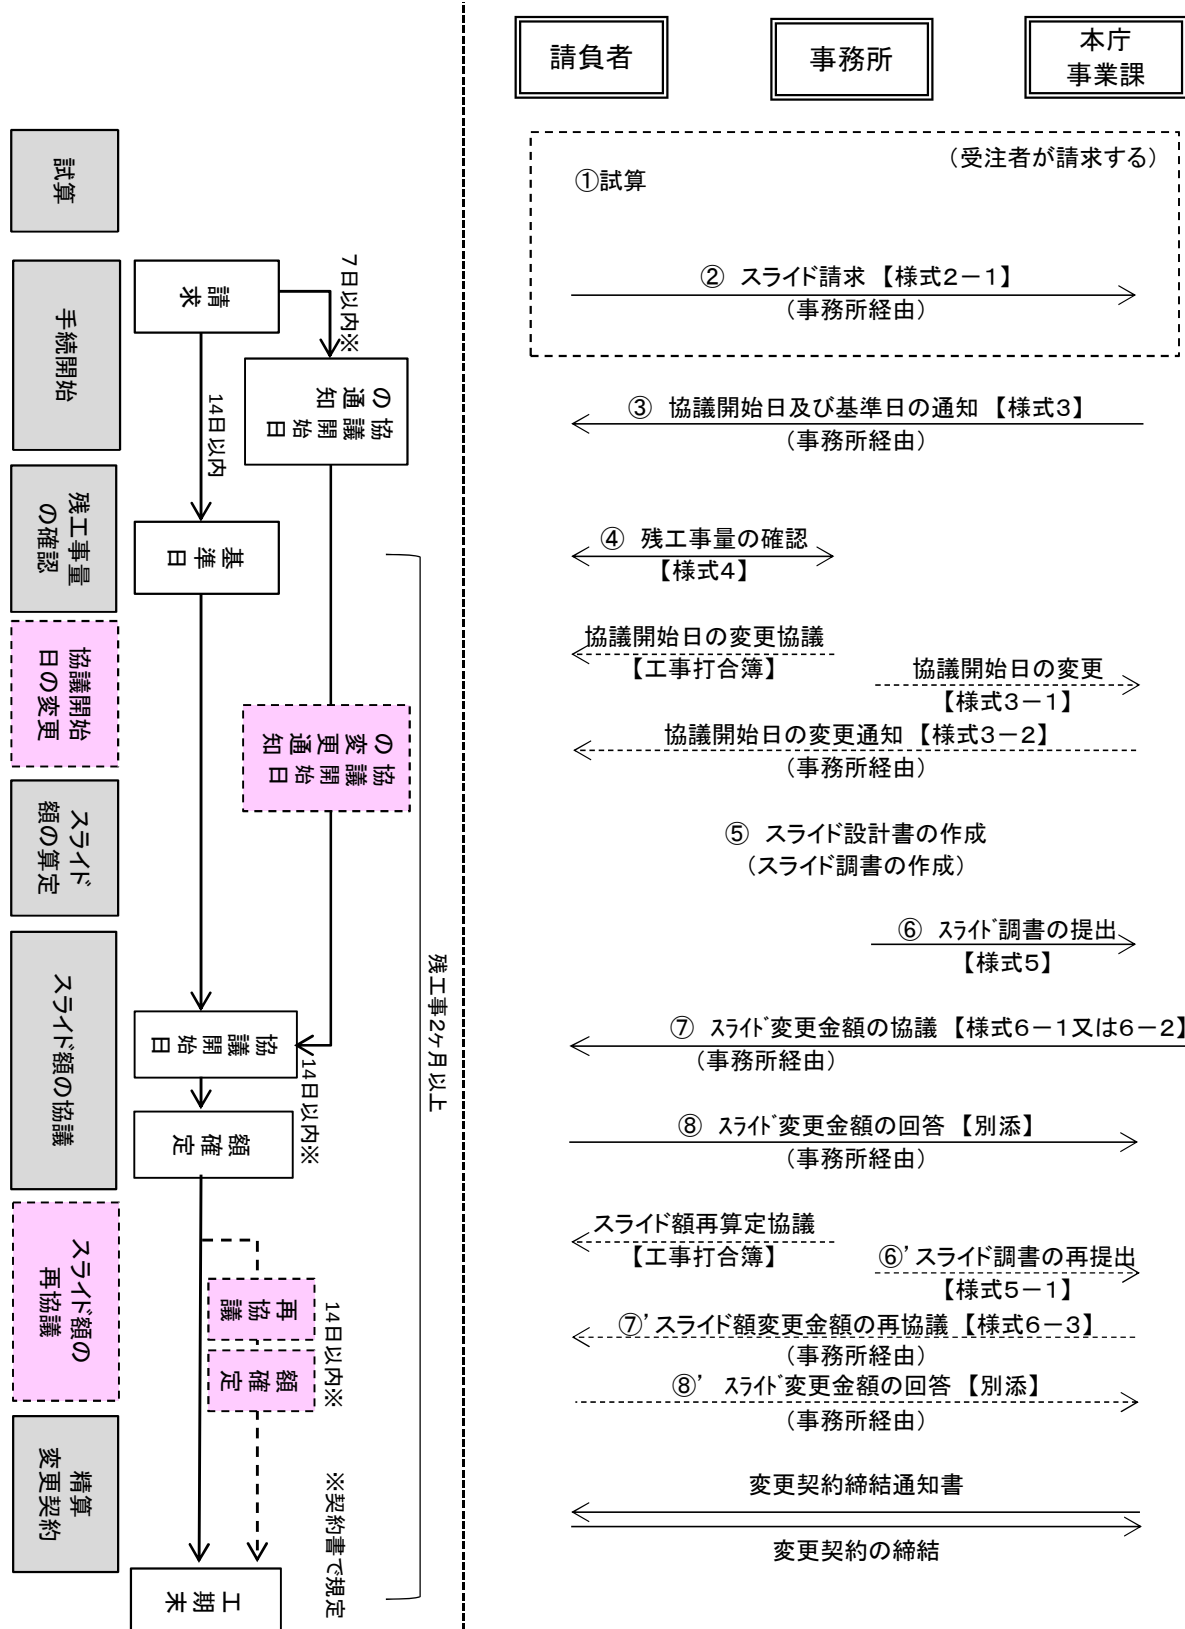 請負者
事務所
本庁
事業課
試算
手続開始
残工事量
の確認
協議開始
日の変更
スライド
額の算定
スライド額の協議
スライド額の
再協議
精算
変更契約
請求
7日以内※
協議開始日
の通知
14日以内
基準日
協議開始日
の変更通知
協議開始日
14日以内※
額確定
再協議
額確定
14日以内※
工期末
残工事2ヶ月以上
※契約書で規定
(受注者が請求する)
①試算
② スライド請求 【様式2-1】
(事務所経由)
③ 協議開始日及び基準日の通知 【様式3】
(事務所経由)
④ 残工事量の確認
【様式4】
協議開始日の変更協議
【工事打合簿】
協議開始日の変更
【様式3-1】
協議開始日の変更通知 【様式3-2】
(事務所経由)
⑤ スライド設計書の作成
(スライド調書の作成)
⑥ スライド調書の提出
【様式5】
⑦ スライド変更金額の協議 【様式6-1又は6-2】
(事務所経由)
⑧ スライド変更金額の回答 【別添】
(事務所経由)
スライド額再算定協議
【工事打合簿】
⑥’スライド調書の再提出
【様式5-1】
⑦’スライド額変更金額の再協議 【様式6-3】
(事務所経由)
⑧’ スライド変更金額の回答 【別添】
(事務所経由)
変更契約締結通知書
変更契約の締結